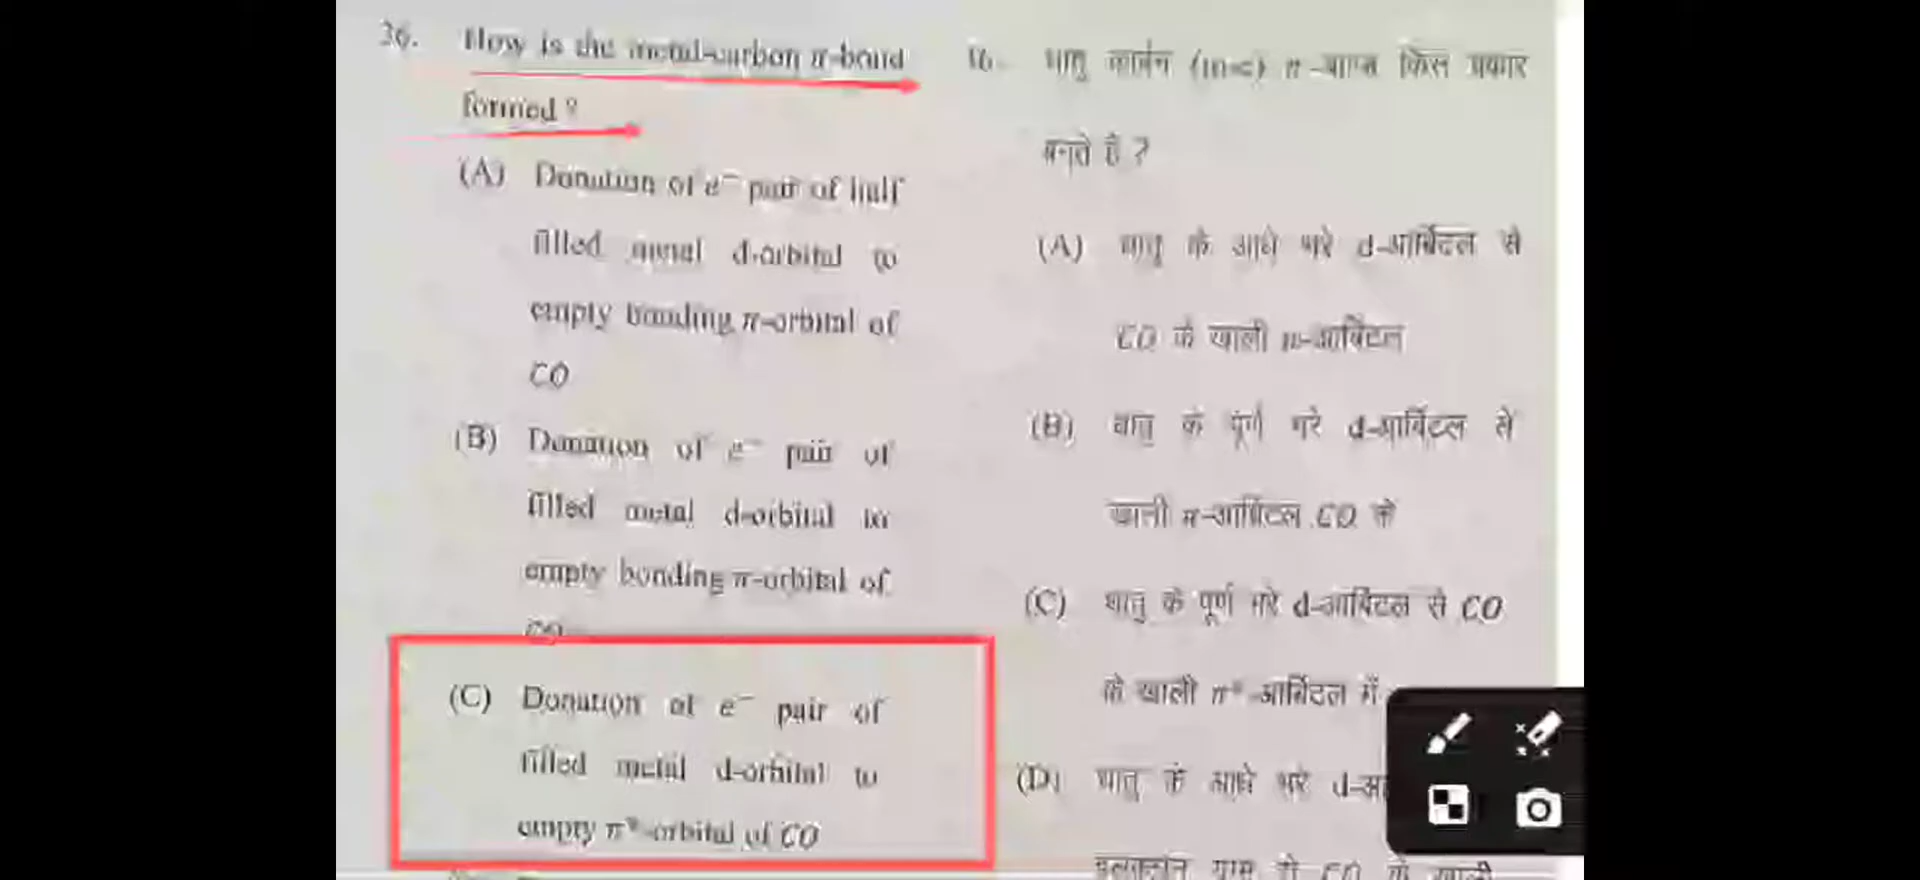 36. How is the metal-carbon π-bond
formed ?
(A) Donation of e⁻ pair of half
filled metal d-orbital to
empty bonding π-orbital of
CO
(B) Donation of e⁻ pair of
filled metal d-orbital to
empty bonding π-orbital of
CO
(C) Donation of e⁻ pair of
filled metal d-orbital to
empty π*-orbital of CO
धातु कार्बन (m-c) π-बाण्ड किस प्रकार
बनते हैं ?
(A) धातु के आधे भरे d-आर्बिटल से
CO के खाली π-आर्बिटल
(B) धातु के पूर्ण भरे d-आर्बिटल से
खाली π-आर्बिटल CO के
(C) धातु के पूर्ण भरे d-आर्बिटल से CO
के खाली π*-आर्बिटल में
(D) धातु के आधे भरे
CO के खाली